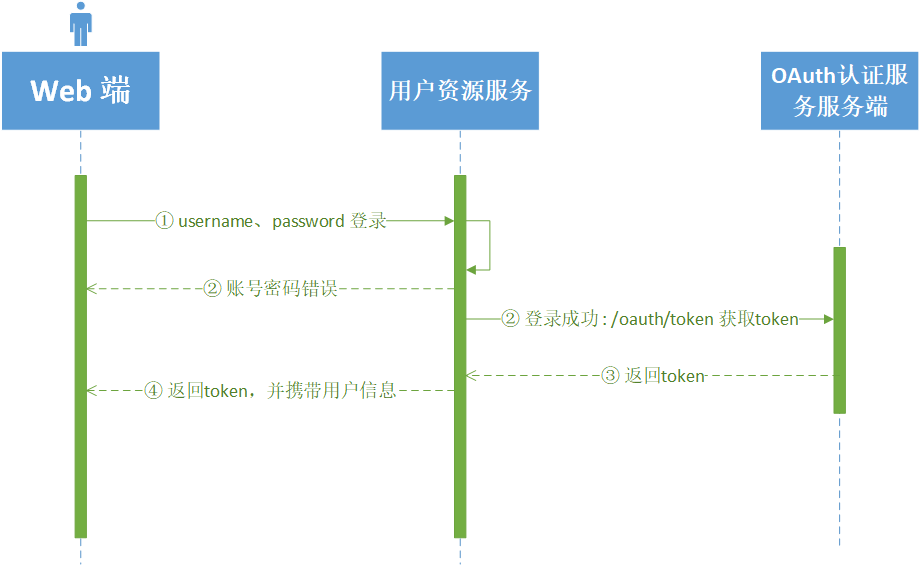 Web 端
用户资源服务
OAuth认证服
务服务端
① username、password 登录
② 账号密码错误
② 登录成功 : /oauth/token 获取token
③ 返回token
④ 返回token，并携带用户信息